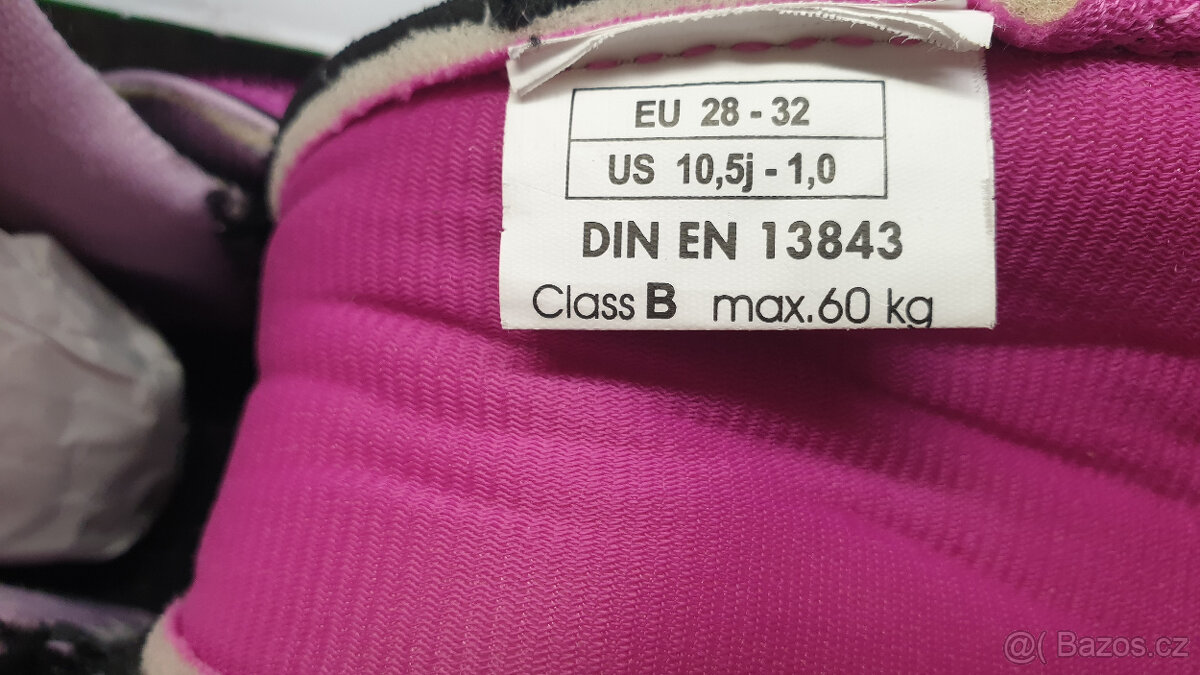 EU 28 - 32
US 10,5j - 1,0
DIN EN 13843
Class B max.60 kg
@( Bazos.cz